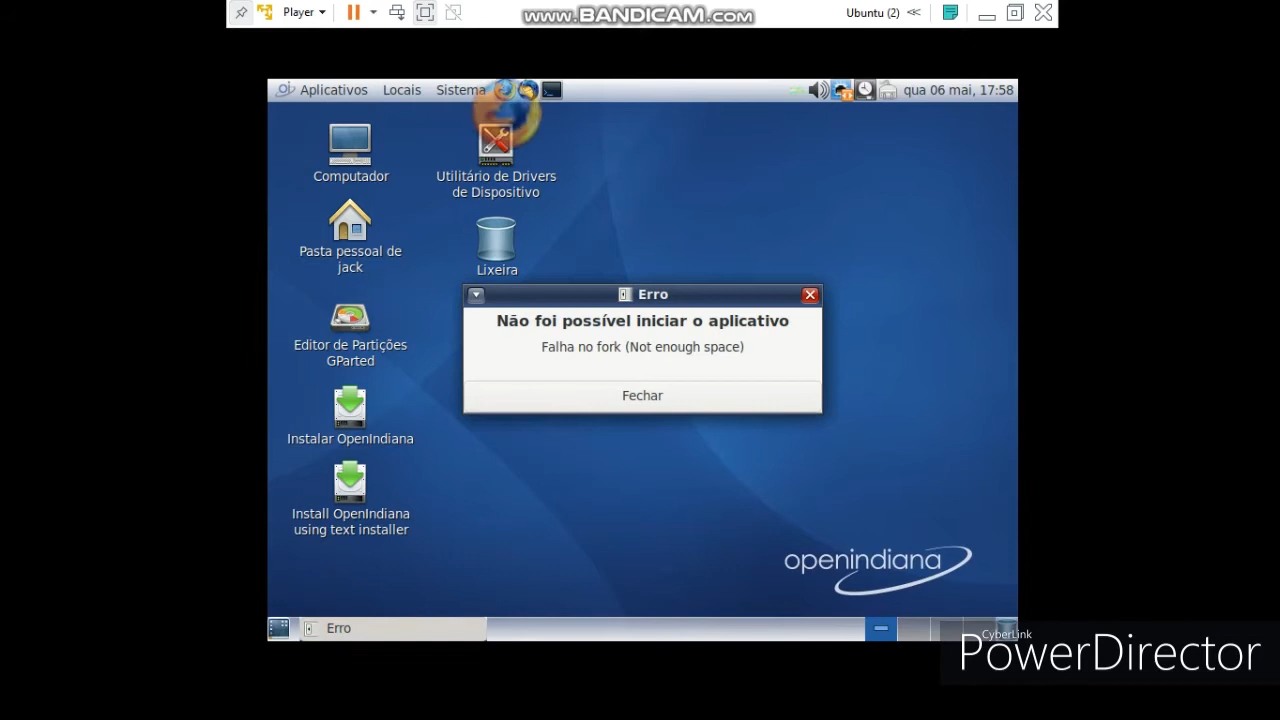 Player
www.BANDICAM.com
Ubuntu (2)
Aplicativos Locais Sistema
qua 06 mai, 17:58
Computador
Utilitário de Drivers
de Dispositivo
Pasta pessoal de
jack
Lixeira
Erro
Não foi possível iniciar o aplicativo
Falha no fork (Not enough space)
Fechar
Editor de Partições
GParted
Instalar OpenIndiana
Install OpenIndiana
using text installer
openindiana
Erro
CyberLink
PowerDirector